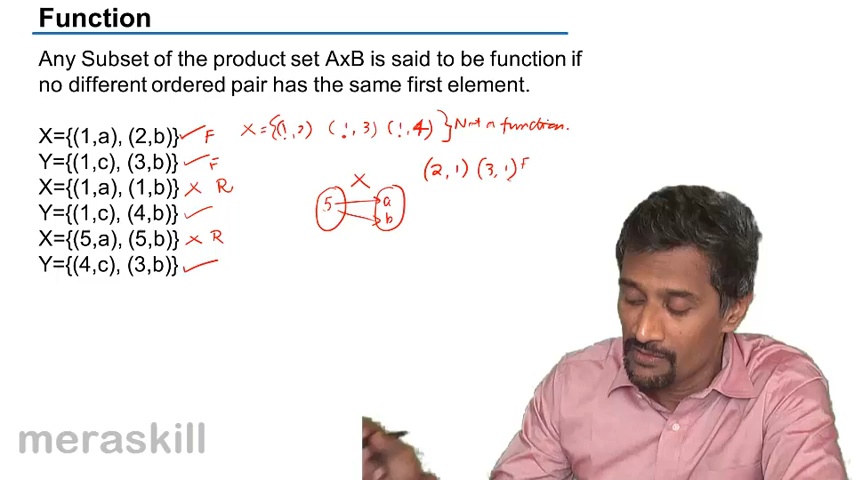 Function
Any Subset of the product set AxB is said to be function if
no different ordered pair has the same first element.
X={(1,a), (2,b)} ✓ F
X={(1,2) (1,3) (1,4)} Not a function.
Y={(1,c), (3,b)} ✓ F
(2,1) (3,1) F
X={(1,a), (1,b)} × R
X
Y={(1,c), (4,b)} ✓
5 a
b
X={(5,a), (5,b)} × R
Y={(4,c), (3,b)} ✓
meraskill